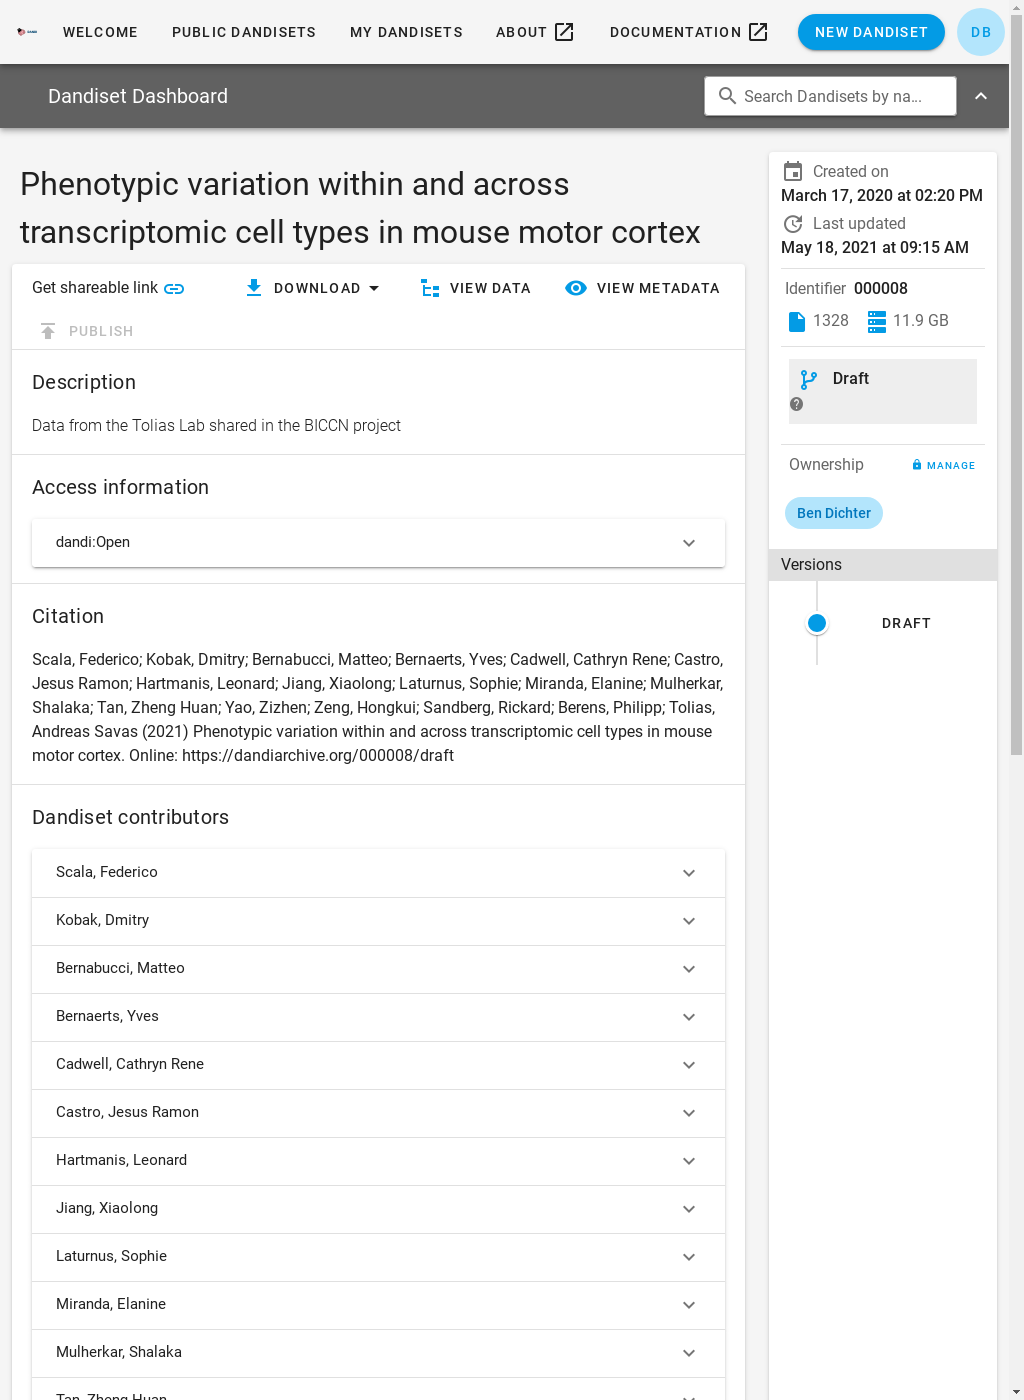 WELCOME PUBLIC DANDISETS MY DANDISETS ABOUT DOCUMENTATION NEW DANDISET DB
Dandiset Dashboard Search Dandisets by na...
Phenotypic variation within and across
transcriptomic cell types in mouse motor cortex
Get shareable link DOWNLOAD VIEW DATA VIEW METADATA
PUBLISH
Description
Data from the Tolias Lab shared in the BICCN project
Access information
dandi:Open
Citation
Scala, Federico; Kobak, Dmitry; Bernabucci, Matteo; Bernaerts, Yves; Cadwell, Cathryn Rene; Castro,
Jesus Ramon; Hartmanis, Leonard; Jiang, Xiaolong; Laturnus, Sophie; Miranda, Elanine; Mulherkar,
Shalaka; Tan, Zheng Huan; Yao, Zizhen; Zeng, Hongkui; Sandberg, Rickard; Berens, Philipp; Tolias,
Andreas Savas (2021) Phenotypic variation within and across transcriptomic cell types in mouse
motor cortex. Online: https://dandiarchive.org/000008/draft
Dandiset contributors
Scala, Federico
Kobak, Dmitry
Bernabucci, Matteo
Bernaerts, Yves
Cadwell, Cathryn Rene
Castro, Jesus Ramon
Hartmanis, Leonard
Jiang, Xiaolong
Laturnus, Sophie
Miranda, Elanine
Mulherkar, Shalaka
Tan, Zheng Huan
Created on
March 17, 2020 at 02:20 PM
Last updated
May 18, 2021 at 09:15 AM
Identifier 000008
1328 11.9 GB
Draft
Ownership MANAGE
Ben Dichter
Versions
DRAFT